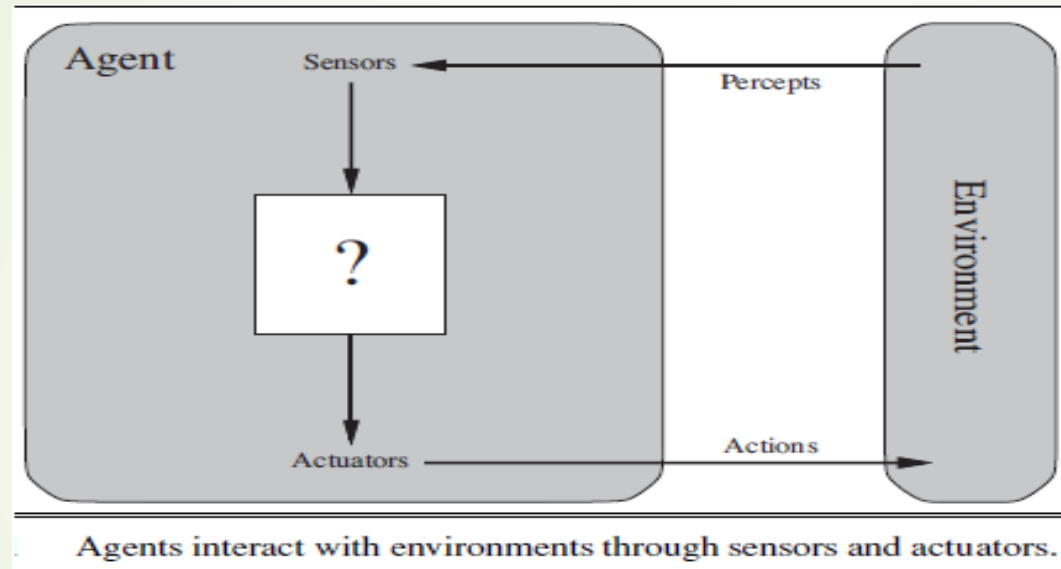 Agent
Sensors
Percepts
Environment
?
Actuators
Actions
Agents interact with environments through sensors and actuators.